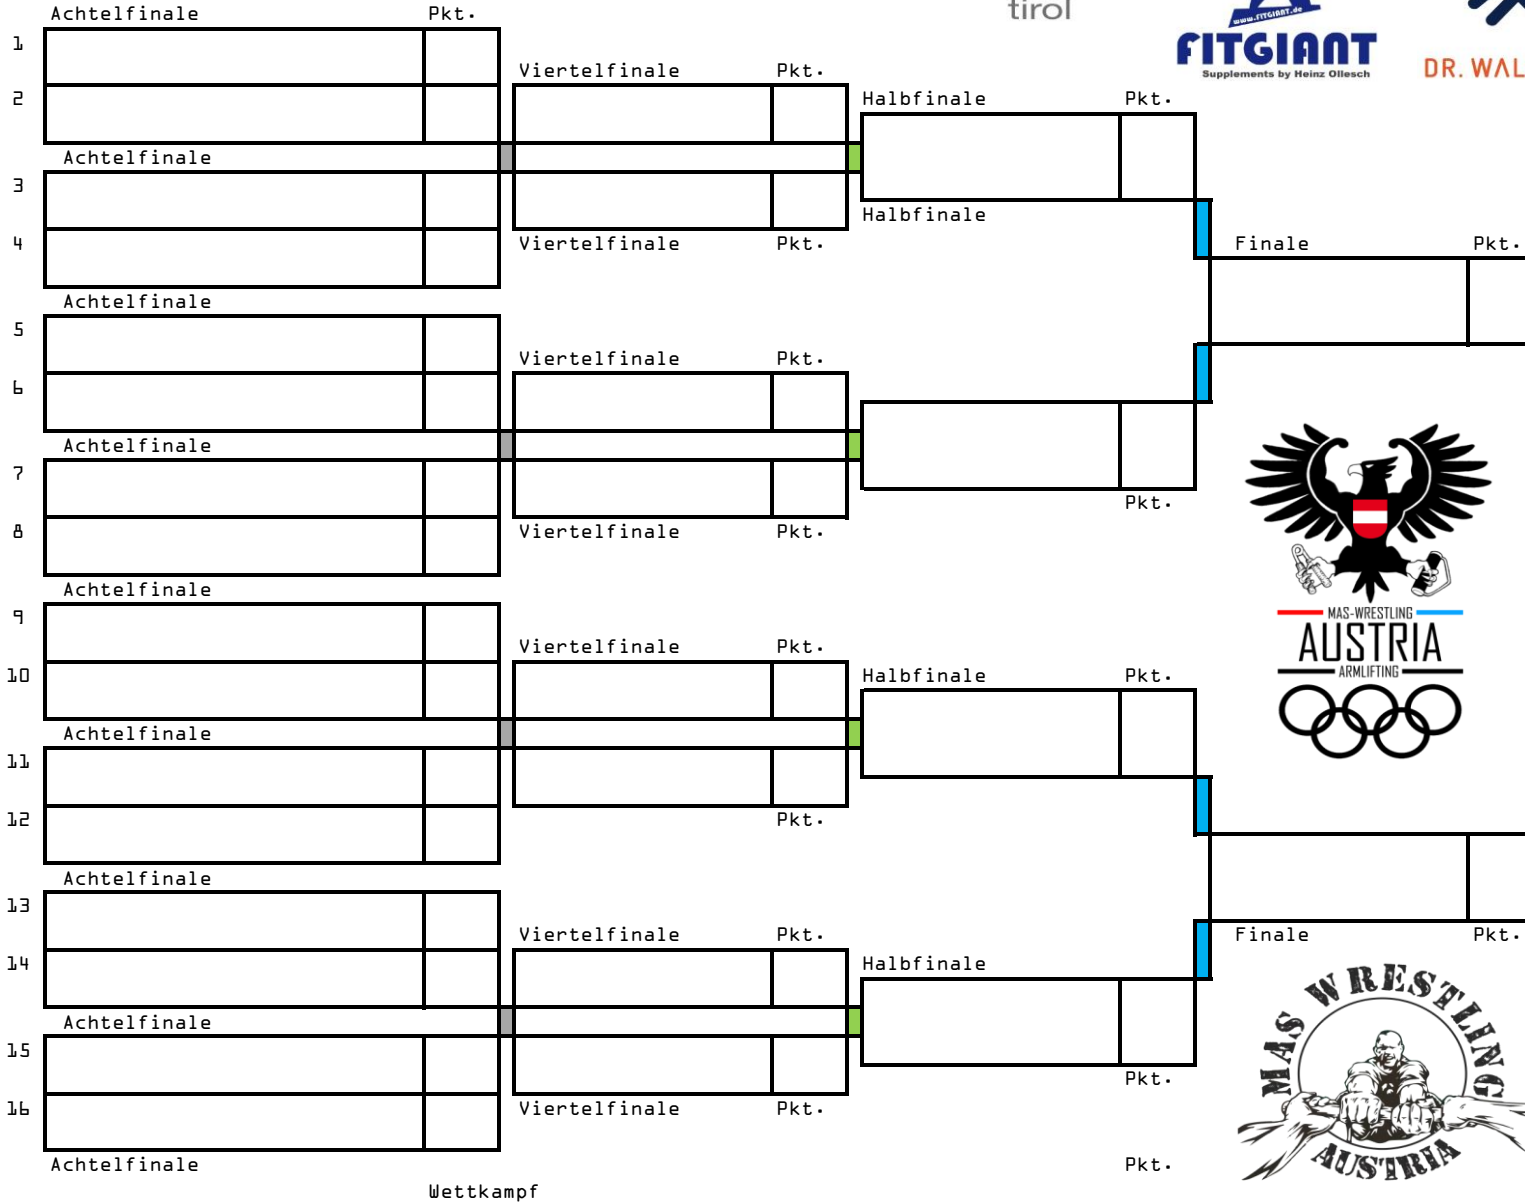 tirol
www.FITGIANT.de
FITGIANT
Supplements by Heinz Ollesch
DR. WAL
Achtelfinale Pkt.
1
Viertelfinale Pkt.
2
Halbfinale Pkt.
Achtelfinale
3
Halbfinale
4
Viertelfinale Pkt.
Finale Pkt.
Achtelfinale
5
Viertelfinale Pkt.
6
Achtelfinale
7
Pkt.
8
Viertelfinale Pkt.
Achtelfinale
9
MAS-WRESTLING
AUSTRIA
ARMLIFTING
Viertelfinale Pkt.
10
Halbfinale Pkt.
Achtelfinale
11
12
Pkt.
Achtelfinale
13
Viertelfinale Pkt.
Finale Pkt.
14
Halbfinale
Achtelfinale
15
Pkt.
16
Viertelfinale Pkt.
MAS WRESTLING
AUSTRIA
Achtelfinale
Pkt.
Wettkampf